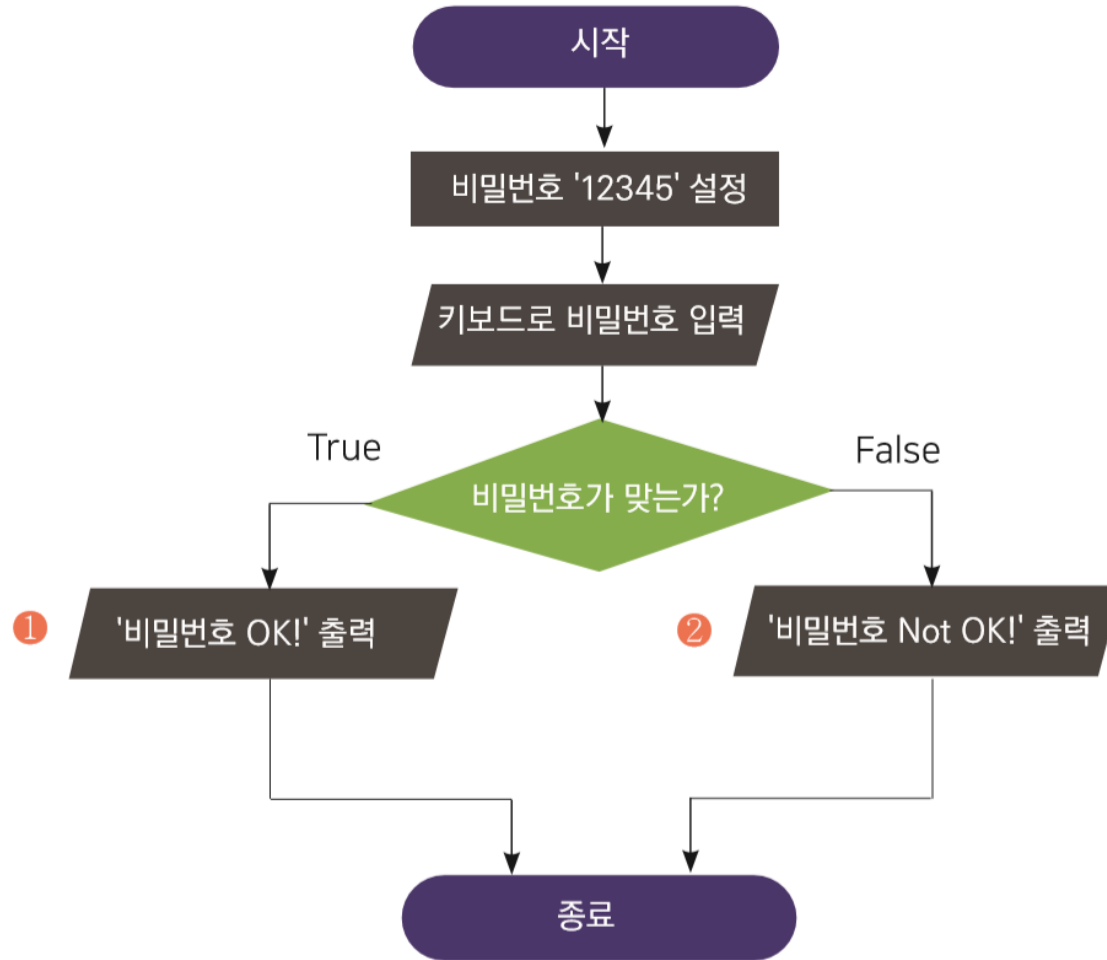 시작
비밀번호 '12345' 설정
키보드로 비밀번호 입력
True
False
비밀번호가 맞는가?
❶
'비밀번호 OK!' 출력
❷
'비밀번호 Not OK!' 출력
종료